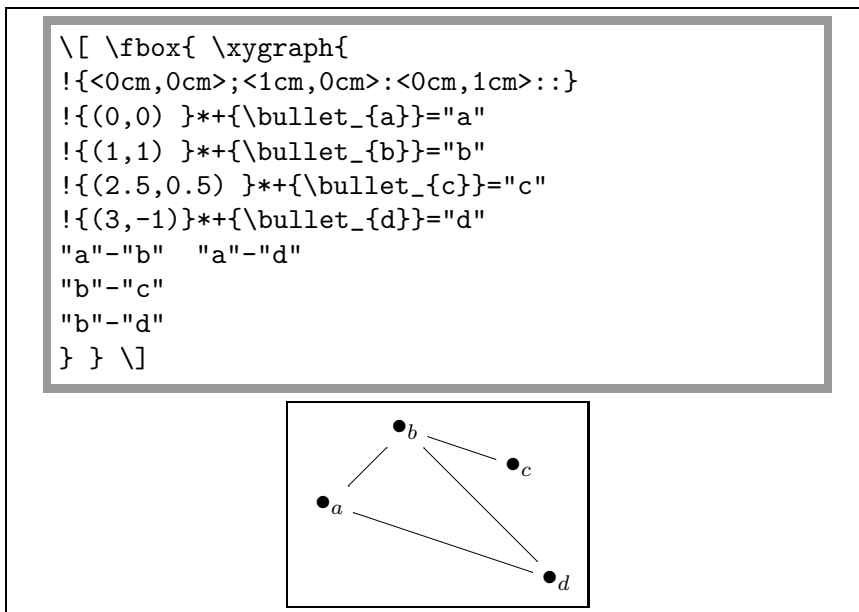 \[ \fbox{ \xygraph{
!{<0cm,0cm>;<1cm,0cm>:<0cm,1cm>::}
!{(0,0) }*+{\bullet_{a}}="a"
!{(1,1) }*+{\bullet_{b}}="b"
!{(2.5,0.5) }*+{\bullet_{c}}="c"
!{(3,-1)}*+{\bullet_{d}}="d"
"a"-"b"  "a"-"d"
"b"-"c"
"b"-"d"
} } \]
b
c
a
d